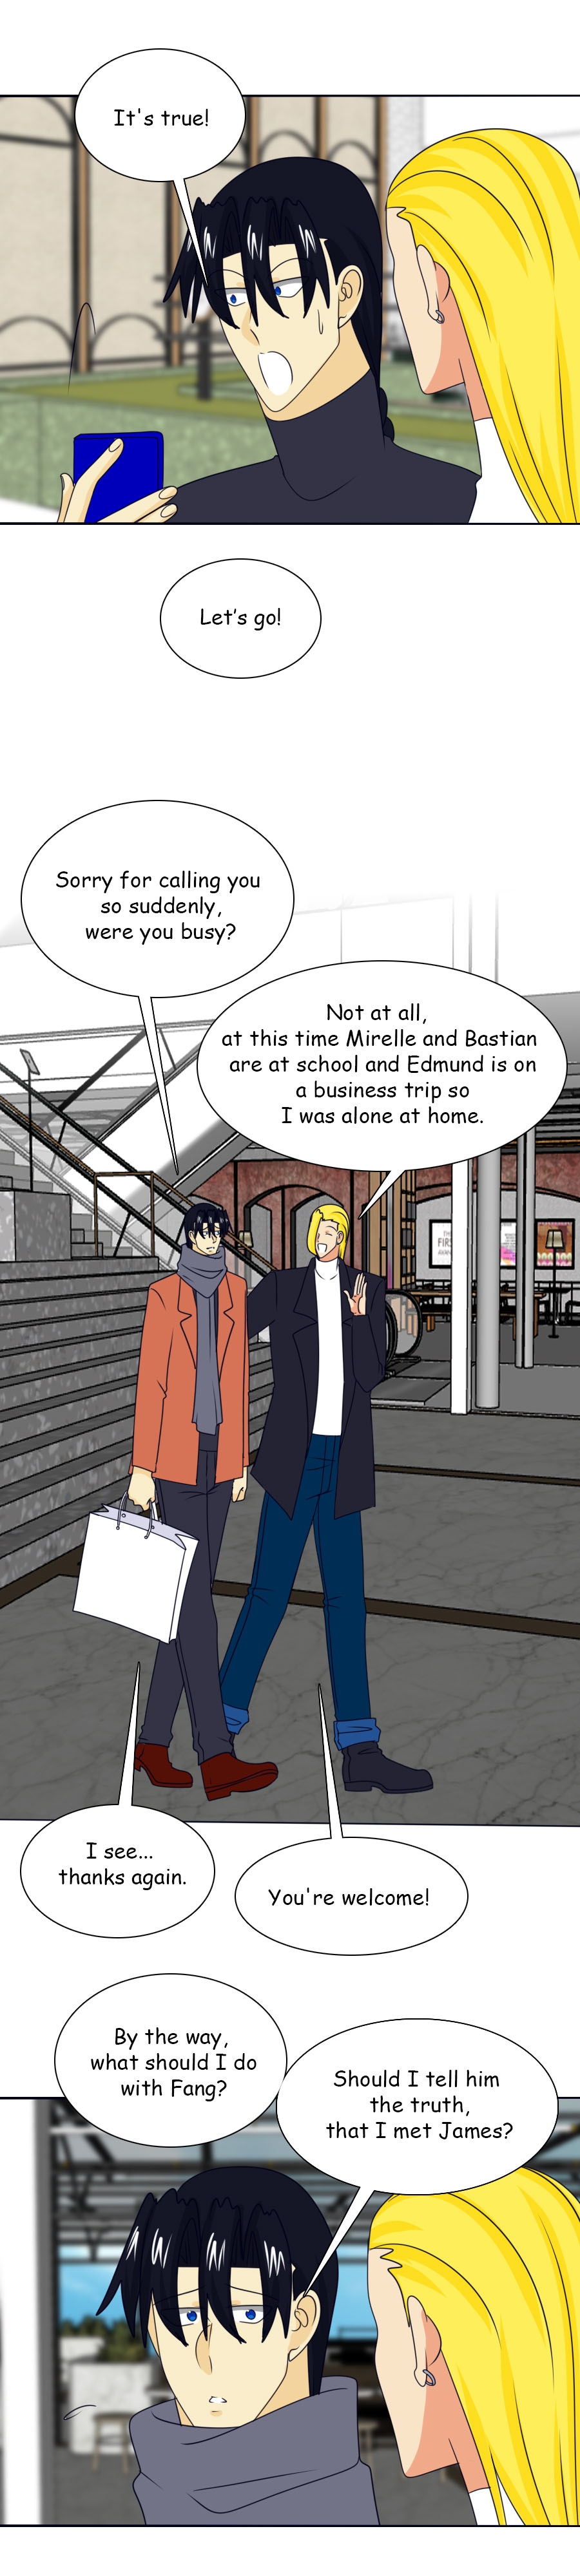 It's true!
Let's go!
Sorry for calling you
so suddenly,
were you busy?
Not at all,
at this time Mirelle and Bastian
are at school and Edmund is on
a business trip so
I was alone at home.
FIRS
I see...
thanks again.
You're welcome!
By the way,
what should I do
with Fang?
Should I tell him
the truth,
that I met James?